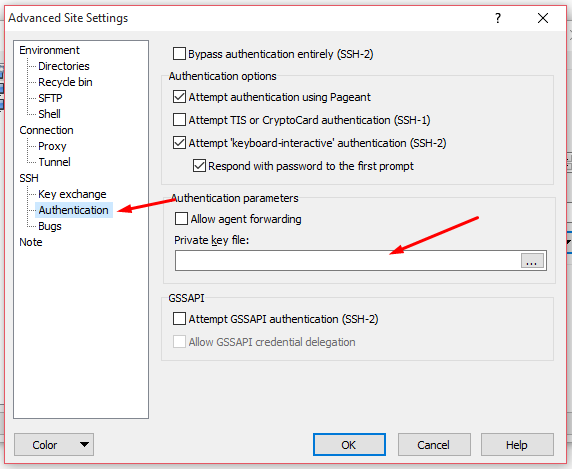 Advanced Site Settings
?
Environment
Directories
Recycle bin
SFTP
Shell
Connection
Proxy
Tunnel
SSH
Key exchange
Authentication
Bugs
Note
Bypass authentication entirely (SSH-2)
Authentication options
Attempt authentication using Pageant
Attempt TIS or CryptoCard authentication (SSH-1)
Attempt 'keyboard-interactive' authentication (SSH-2)
Respond with password to the first prompt
Authentication parameters
Allow agent forwarding
Private key file:
...
GSSAPI
Attempt GSSAPI authentication (SSH-2)
Allow GSSAPI credential delegation
Color
OK
Cancel
Help